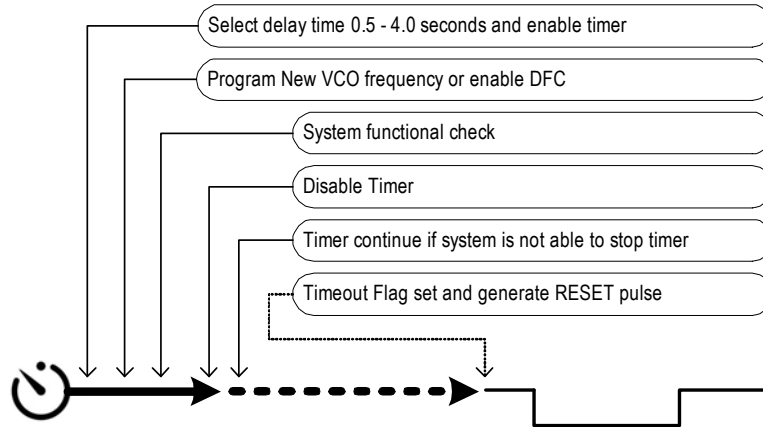 Select delay time 0.5 - 4.0 seconds and enable timer
Program New VCO frequency or enable DFC
System functional check
Disable Timer
Timer continue if system is not able to stop timer
Timeout Flag set and generate RESET pulse